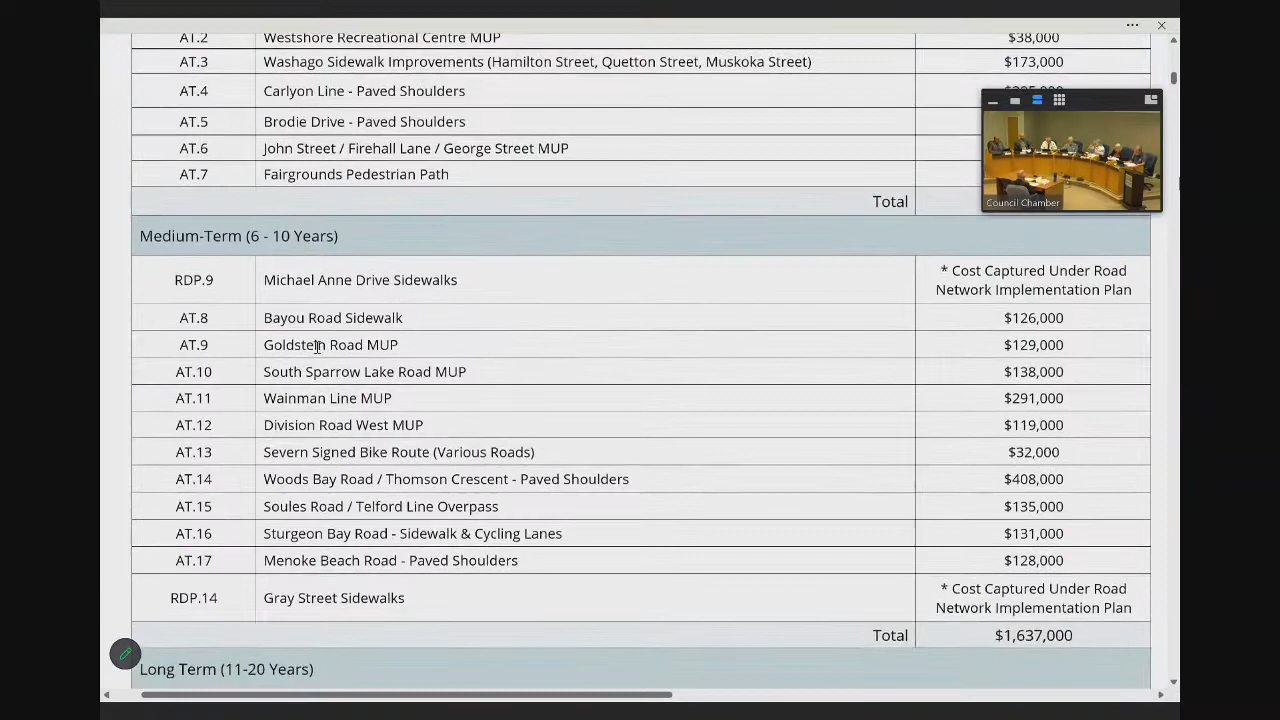 AT.2 Westshore Recreational Centre MUP $38,000
AT.3 Washago Sidewalk Improvements (Hamilton Street, Quetton Street, Muskoka Street) $173,000
AT.4 Carlyon Line - Paved Shoulders
AT.5 Brodie Drive - Paved Shoulders
AT.6 John Street / Firehall Lane / George Street MUP
AT.7 Fairgrounds Pedestrian Path
Total
Council Chamber
Medium-Term (6 - 10 Years)
RDP.9 Michael Anne Drive Sidewalks * Cost Captured Under Road
Network Implementation Plan
AT.8 Bayou Road Sidewalk $126,000
AT.9 Goldstein Road MUP $129,000
AT.10 South Sparrow Lake Road MUP $138,000
AT.11 Wainman Line MUP $291,000
AT.12 Division Road West MUP $119,000
AT.13 Severn Signed Bike Route (Various Roads) $32,000
AT.14 Woods Bay Road / Thomson Crescent - Paved Shoulders $408,000
AT.15 Soules Road / Telford Line Overpass $135,000
AT.16 Sturgeon Bay Road - Sidewalk & Cycling Lanes $131,000
AT.17 Menoke Beach Road - Paved Shoulders $128,000
RDP.14 Gray Street Sidewalks * Cost Captured Under Road
Network Implementation Plan
Total $1,637,000
Long Term (11-20 Years)